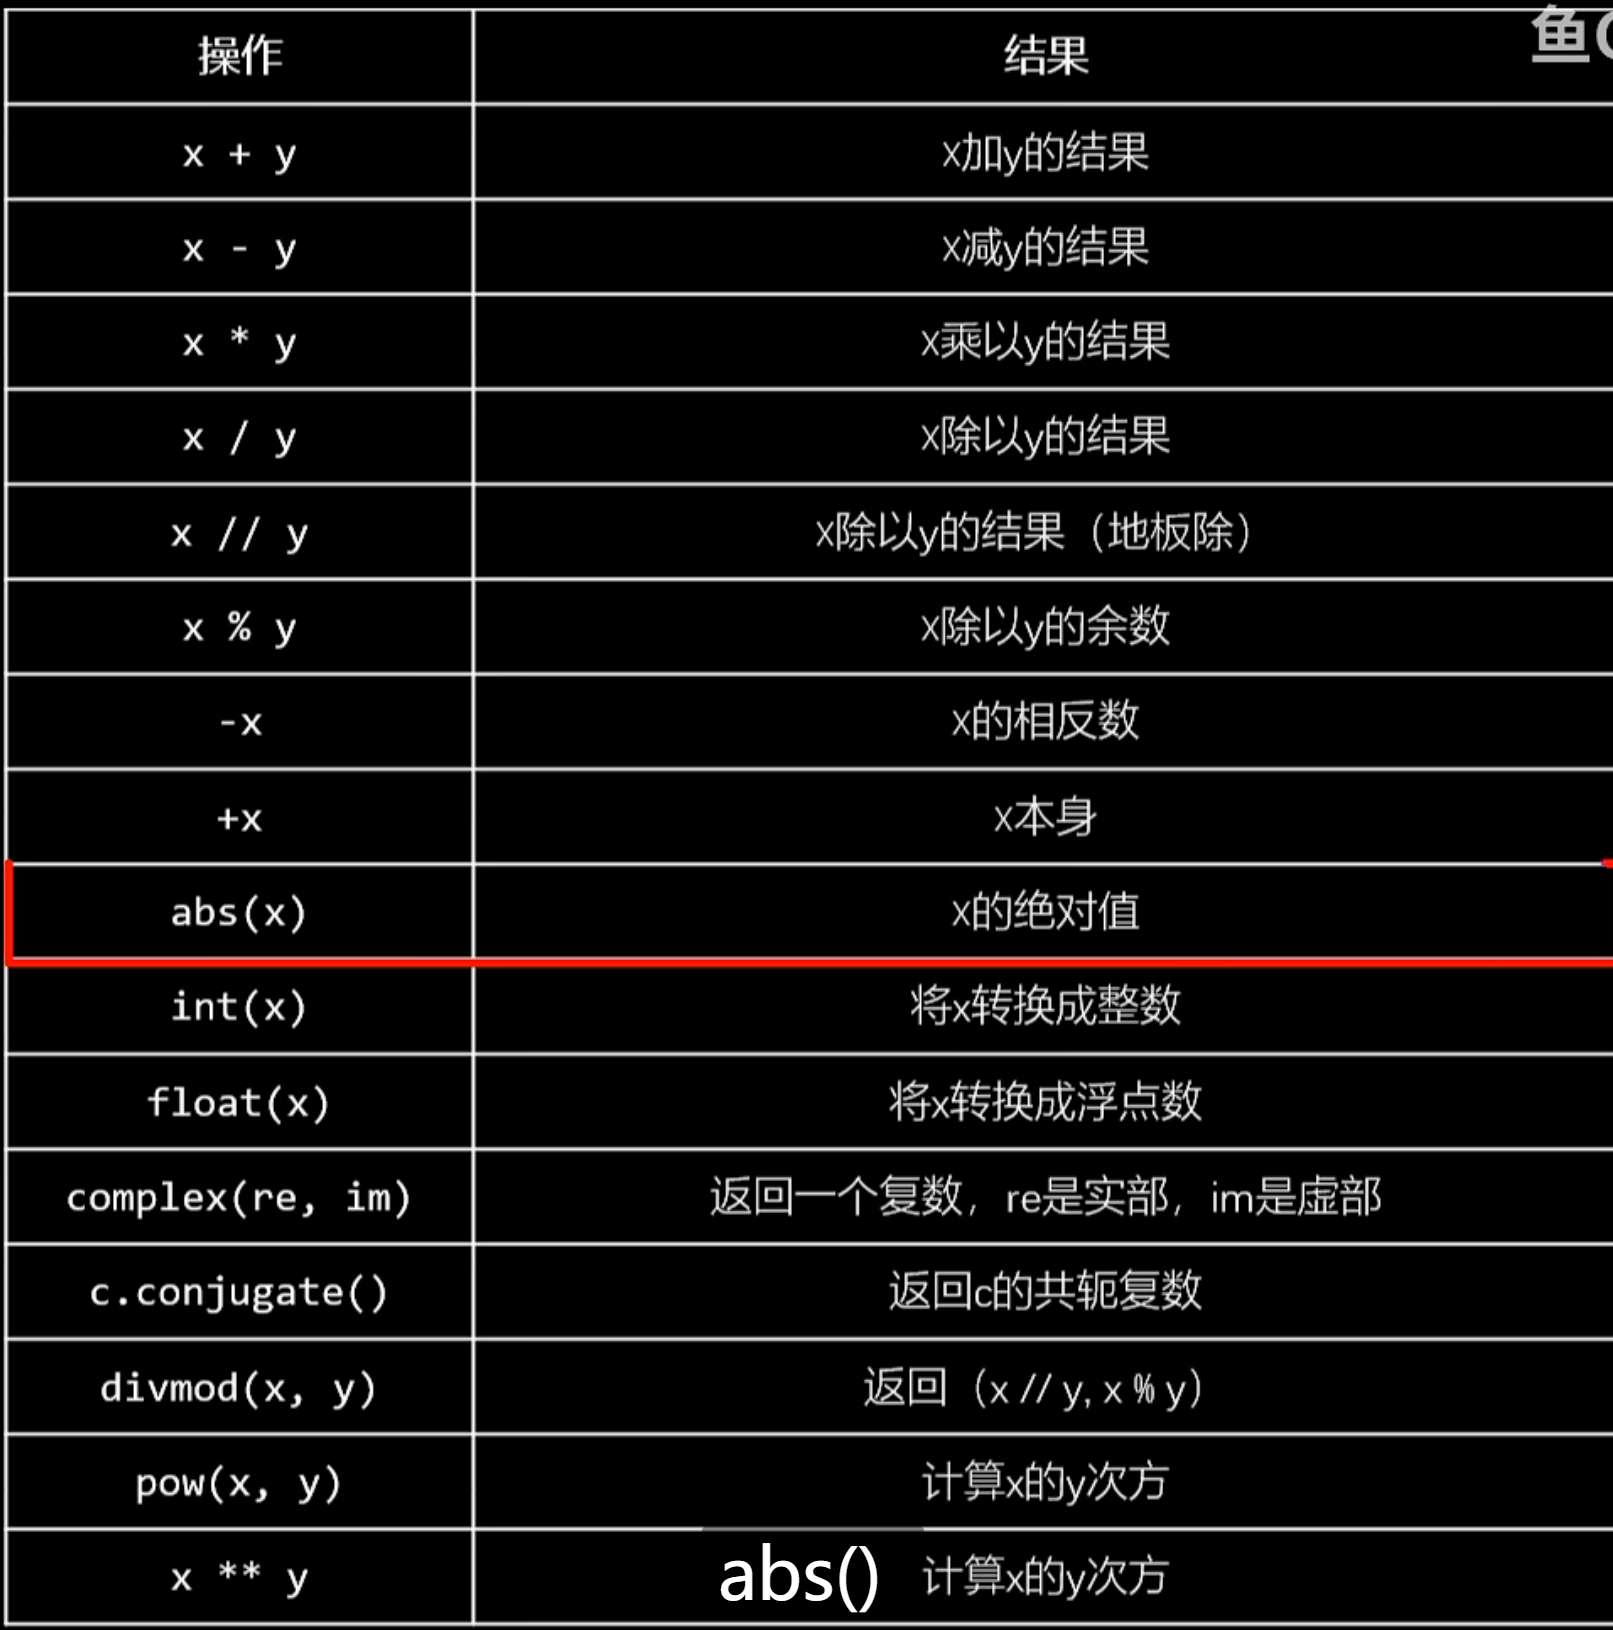 鱼C
操作 结果
x + y x加y的结果
x - y x减y的结果
x * y x乘以y的结果
x / y x除以y的结果
x // y x除以y的结果（地板除）
x % y x除以y的余数
-x x的相反数
+x x本身
abs(x) x的绝对值
int(x) 将x转换成整数
float(x) 将x转换成浮点数
complex(re, im) 返回一个复数，re是实部，im是虚部
c.conjugate() 返回c的共轭复数
divmod(x, y) 返回（x // y, x % y）
pow(x, y) 计算x的y次方
x ** y 计算x的y次方
abs()